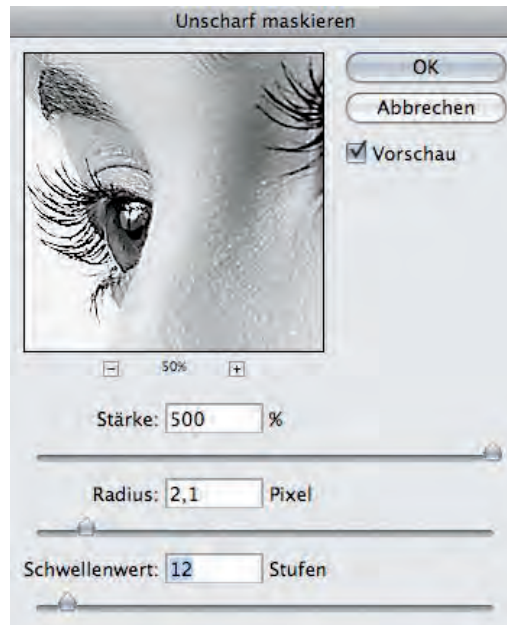 Unscharf maskieren
OK
Abbrechen
Vorschau
50%
Stärke: 500 %
Radius: 2,1 Pixel
Schwellenwert: 12 Stufen